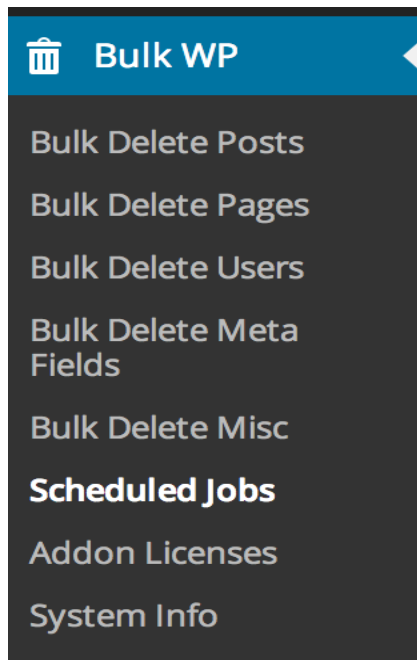 Bulk WP
Bulk Delete Posts
Bulk Delete Pages
Bulk Delete Users
Bulk Delete Meta
Fields
Bulk Delete Misc
Scheduled Jobs
Addon Licenses
System Info